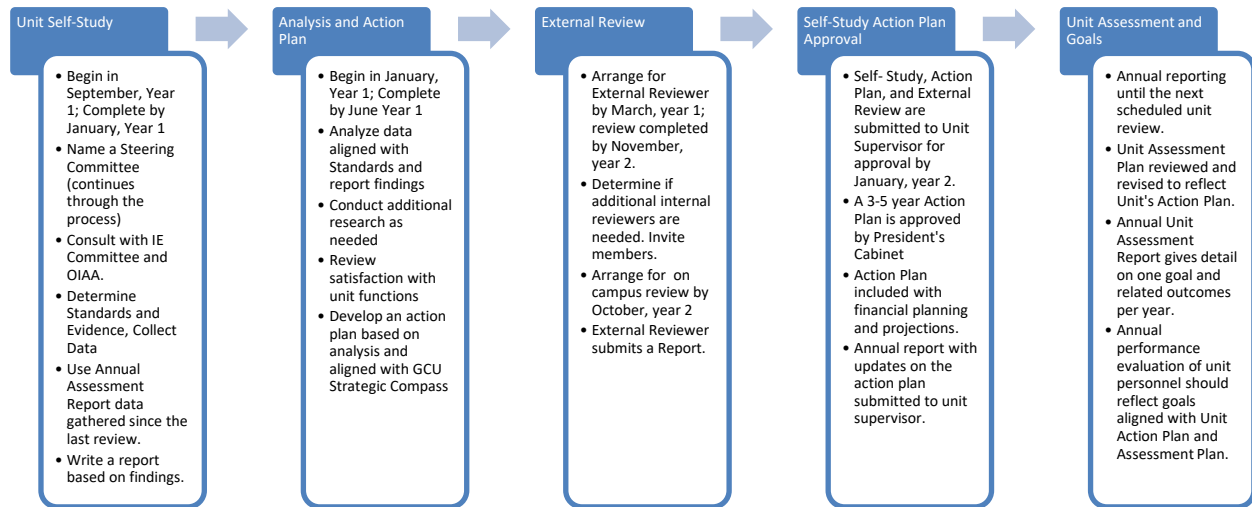 Unit Self-Study
• Begin in
September, Year
1; Complete by
January, Year 1
• Name a Steering
Committee
(continues
through the
process)
• Consult with IE
Committee and
OIAA.
• Determine
Standards and
Evidence, Collect
Data
• Use Annual
Assessment
Report data
gathered since the
last review.
• Write a report
based on findings.
Analysis and Action
Plan
• Begin in January,
Year 1; Complete
by June Year 1
• Analyze data
aligned with
Standards and
report findings
• Conduct additional
research as
needed
• Review
satisfaction with
unit functions
• Develop an action
plan based on
analysis and
aligned with GCU
Strategic Compass
External Review
• Arrange for
External Reviewer
by March, year 1;
review completed
by November,
year 2.
• Determine if
additional internal
reviewers are
needed. Invite
members.
• Arrange for on
campus review by
October, year 2
• External Reviewer
submits a Report.
Self-Study Action Plan
Approval
• Self- Study, Action
Plan, and External
Review are
submitted to Unit
Supervisor for
approval by
January, year 2.
• A 3-5 year Action
Plan is approved
by President's
Cabinet
• Action Plan
included with
financial planning
and projections.
• Annual report with
updates on the
action plan
submitted to unit
supervisor.
Unit Assessment and
Goals
• Annual reporting
until the next
scheduled unit
review.
• Unit Assessment
Plan reviewed and
revised to reflect
Unit's Action Plan.
• Annual Unit
Assessment
Report gives detail
on one goal and
related outcomes
per year.
• Annual
performance
evaluation of unit
personnel should
reflect goals
aligned with Unit
Action Plan and
Assessment Plan.